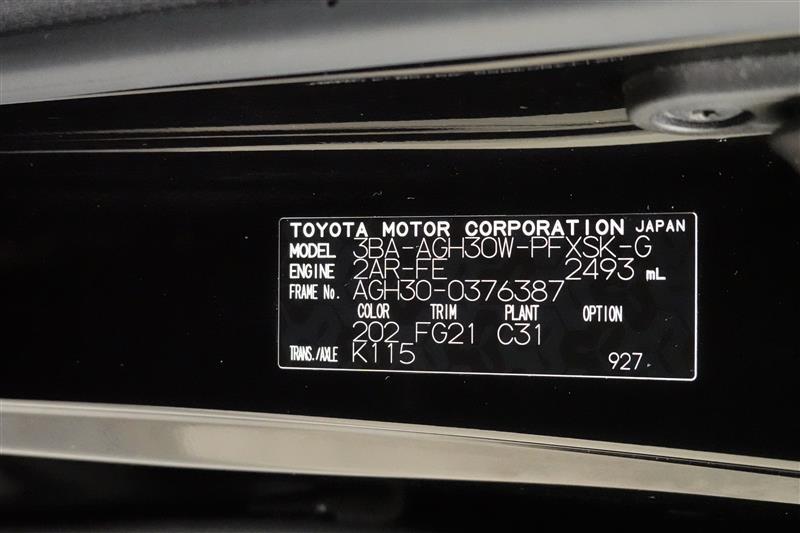 TOYOTA MOTOR CORPORATION JAPAN
MODEL 3BA-AGH30W-PFXSK-G
ENGINE 2AR-FE 2493 mL
FRAME No. AGH30-0376387
COLOR TRIM PLANT OPTION
202 FG21 C31
TRANS./AXLE K115 927